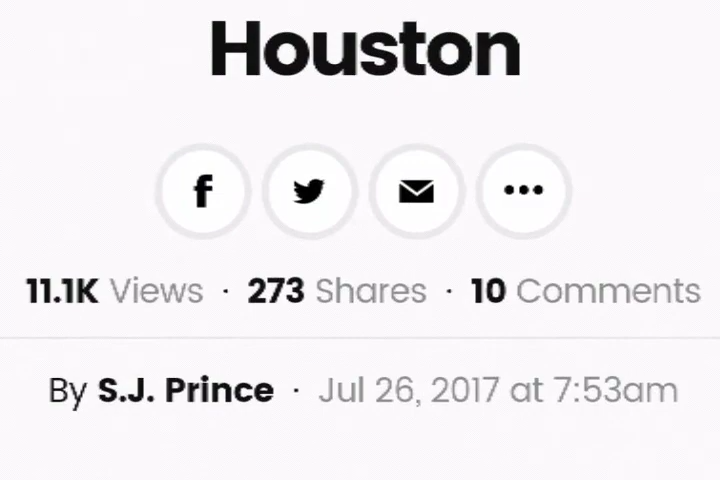 Houston
11.1K Views · 273 Shares · 10 Comments
By S.J. Prince · Jul 26, 2017 at 7:53am